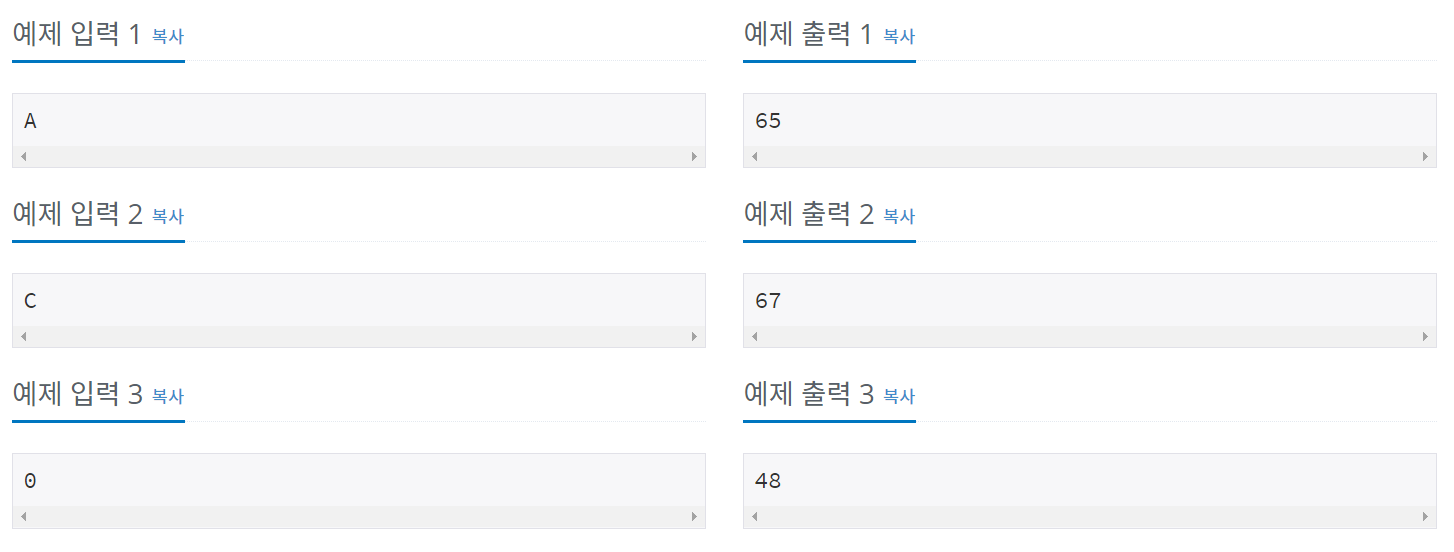 예제 입력 1 복사
예제 출력 1 복사
A
65
예제 입력 2 복사
예제 출력 2 복사
C
67
예제 입력 3 복사
예제 출력 3 복사
0
48